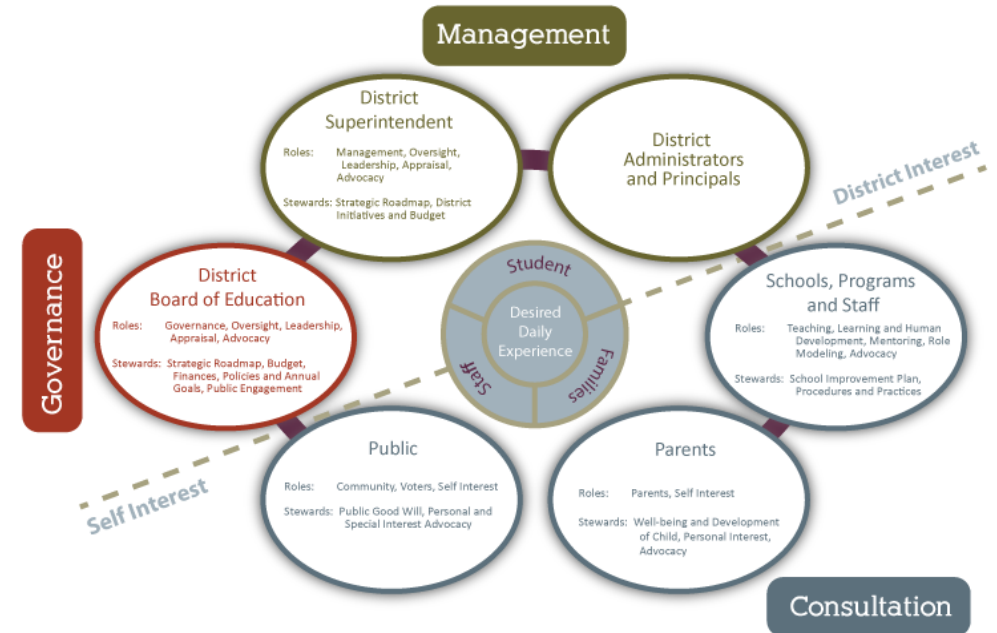 Management
District
Superintendent
Roles: Management, Oversight,
Leadership, Appraisal,
Advocacy
Stewards: Strategic Roadmap, District
Initiatives and Budget
District
Administrators
and Principals
District Interest
Governance
District
Board of Education
Roles: Governance, Oversight, Leadership,
Appraisal, Advocacy
Stewards: Strategic Roadmap, Budget,
Finances, Policies and Annual
Goals, Public Engagement
Student
Desired
Daily
Experience
Staff
Families
Schools, Programs
and Staff
Roles: Teaching, Learning and Human
Development, Mentoring, Role
Modeling, Advocacy
Stewards: School Improvement Plan,
Procedures and Practices
Self Interest
Public
Roles: Community, Voters, Self Interest
Stewards: Public Good Will, Personal and
Special Interest Advocacy
Parents
Roles: Parents, Self Interest
Stewards: Well-being and Development
of Child, Personal Interest,
Advocacy
Consultation